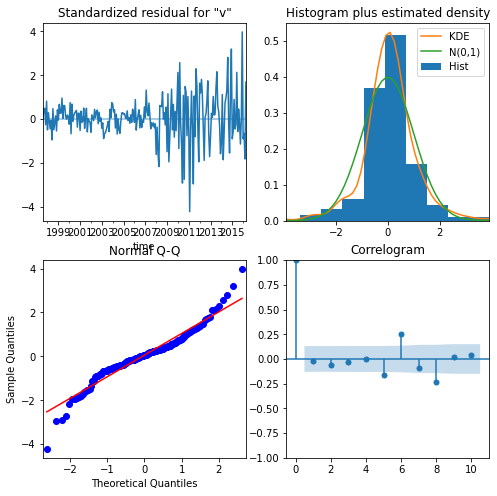 Standardized residual for "v"
4
2
0
−2
−4
1999 2001 2003 2005 2007 2009 2011 2013 2015
time
Histogram plus estimated density
KDE
N(0,1)
Hist
0.5
0.4
0.3
0.2
0.1
0.0
−2 0 2
Normal Q-Q
Sample Quantiles
4
2
0
−2
−4
−2 −1 0 1 2
Theoretical Quantiles
Correlogram
1.00
0.75
0.50
0.25
0.00
−0.25
−0.50
−0.75
−1.00
0 2 4 6 8 10